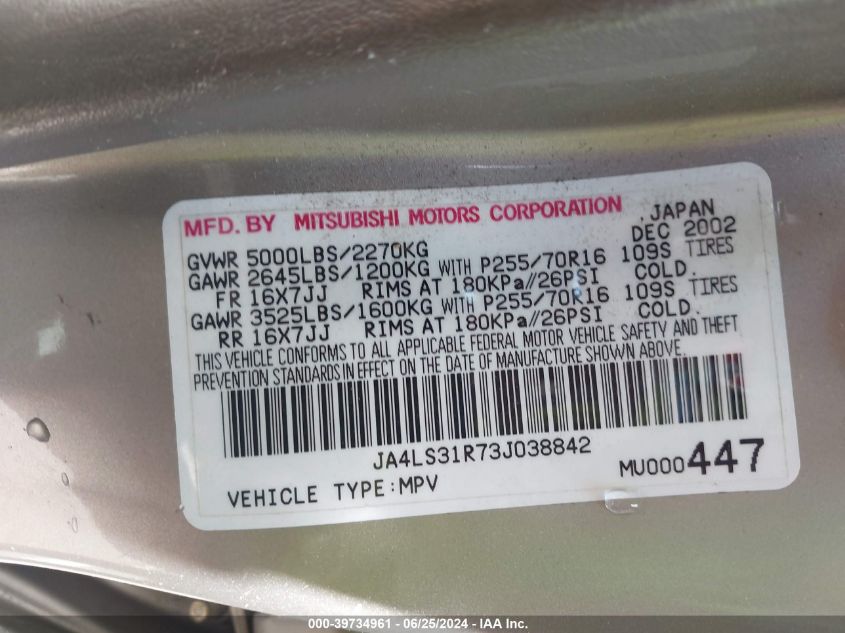 MFD. BY MITSUBISHI MOTORS CORPORATION , JAPAN
DEC 2002
GVWR 5000LBS/2270KG
GAWR 2645LBS/1200KG WITH P255/70R16 109S TIRES
FR 16X7JJ RIMS AT 180KPa//26PSI COLD.
GAWR 3525LBS/1600KG WITH P255/70R16 109S TIRES
RR 16X7JJ RIMS AT 180KPa//26PSI COLD.
THIS VEHICLE CONFORMS TO ALL APPLICABLE FEDERAL MOTOR VEHICLE SAFETY AND THEFT
PREVENTION STANDARDS IN EFFECT ON THE DATE OF MANUFACTURE SHOWN ABOVE.
JA4LS31R73J038842
VEHICLE TYPE:MPV MU000447
000-39734961 - 06/25/2024 - IAA Inc.